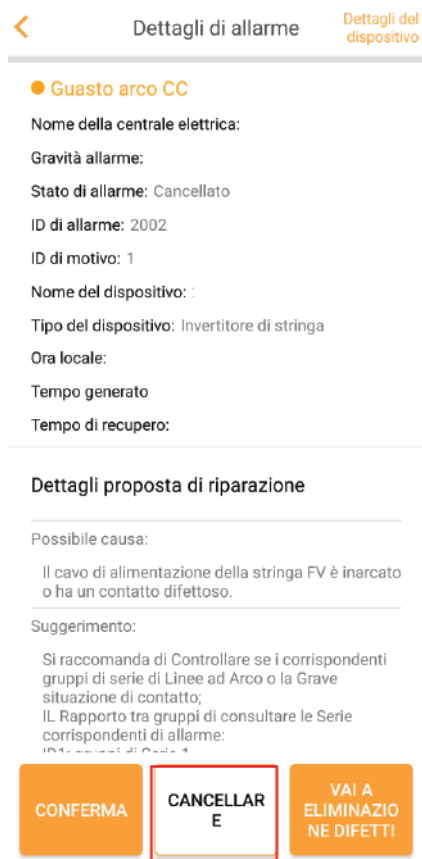 Dettagli di allarme
Dettagli del
dispositivo
Guasto arco CC
Nome della centrale elettrica:
Gravità allarme:
Stato di allarme: Cancellato
ID di allarme: 2002
ID di motivo: 1
Nome del dispositivo:
Tipo del dispositivo: Invertitore di stringa
Ora locale:
Tempo generato
Tempo di recupero:
Dettagli proposta di riparazione
Possibile causa:
Il cavo di alimentazione della stringa FV è inarcato
o ha un contatto difettoso.
Suggerimento:
Si raccomanda di Controllare se i corrispondenti
gruppi di serie di Linee ad Arco o la Grave
situazione di contatto;
IL Rapporto tra gruppi di consultare le Serie
corrispondenti di allarme:
ID1: gruppi di Serie 1
CONFERMA
CANCELLAR
E
VAI A
ELIMINAZIO
NE DIFETTI